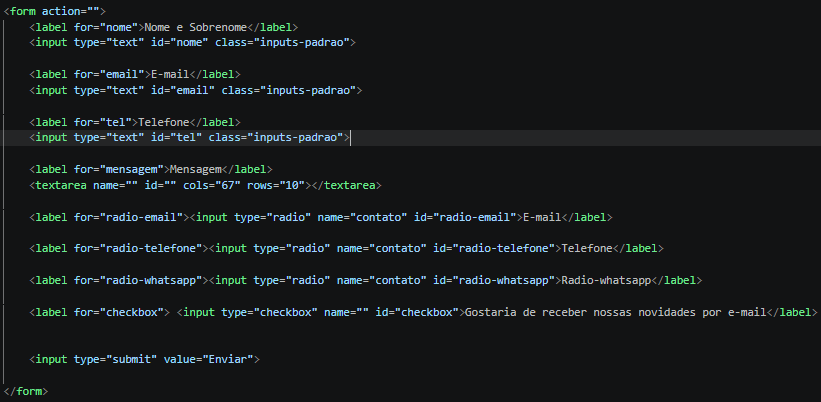 <form action="">
<label for="nome">Nome e Sobrenome</label>
<input type="text" id="nome" class="inputs-padrao">
<label for="email">E-mail</label>
<input type="text" id="email" class="inputs-padrao">
<label for="tel">Telefone</label>
<input type="text" id="tel" class="inputs-padrao">
<label for="mensagem">Mensagem</label>
<textarea name="" id="" cols="67" rows="10"></textarea>
<label for="radio-email"><input type="radio" name="contato" id="radio-email">E-mail</label>
<label for="radio-telefone"><input type="radio" name="contato" id="radio-telefone">Telefone</label>
<label for="radio-whatsapp"><input type="radio" name="contato" id="radio-whatsapp">Radio-whatsapp</label>
<label for="checkbox"> <input type="checkbox" name="" id="checkbox">Gostaria de receber nossas novidades por e-mail</label>
<input type="submit" value="Enviar">
</form>